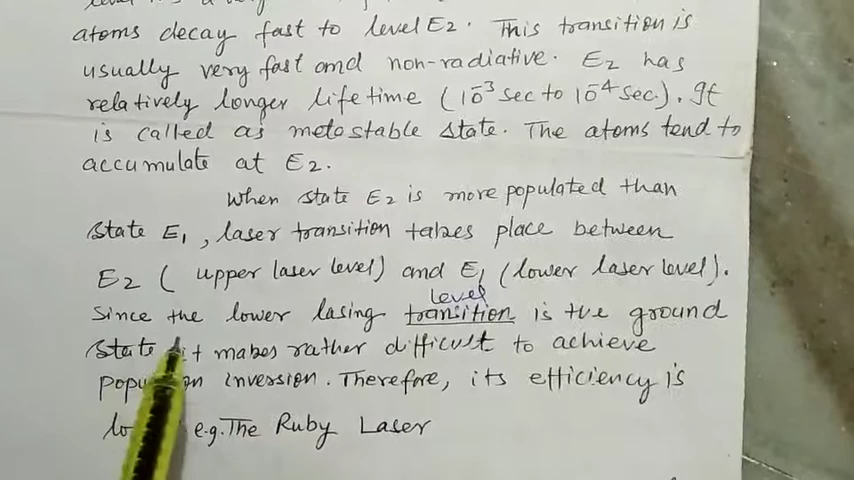 atoms decay fast to level E2. This transition is
usually very fast and non-radiative. E2 has
relatively longer life time (10⁻³ sec to 10⁻⁴ sec.). It
is called as metastable state. The atoms tend to
accumulate at E2.
When state E2 is more populated than
state E1, laser transition takes place between
E2 ( upper laser level) and E1 (lower laser level).
level
Since the lower lasing transition is the ground
state it makes rather difficult to achieve
inversion. Therefore, its efficiency is
e.g. The Ruby Laser